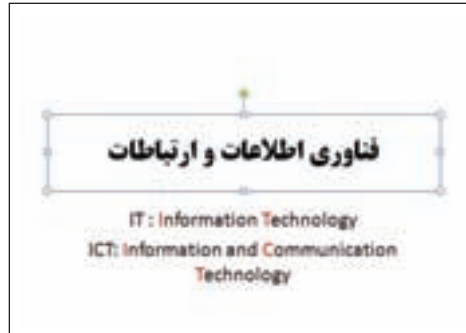 فناوری اطلاعات و ارتباطات
IT : Information Technology
ICT: Information and Communication
Technology